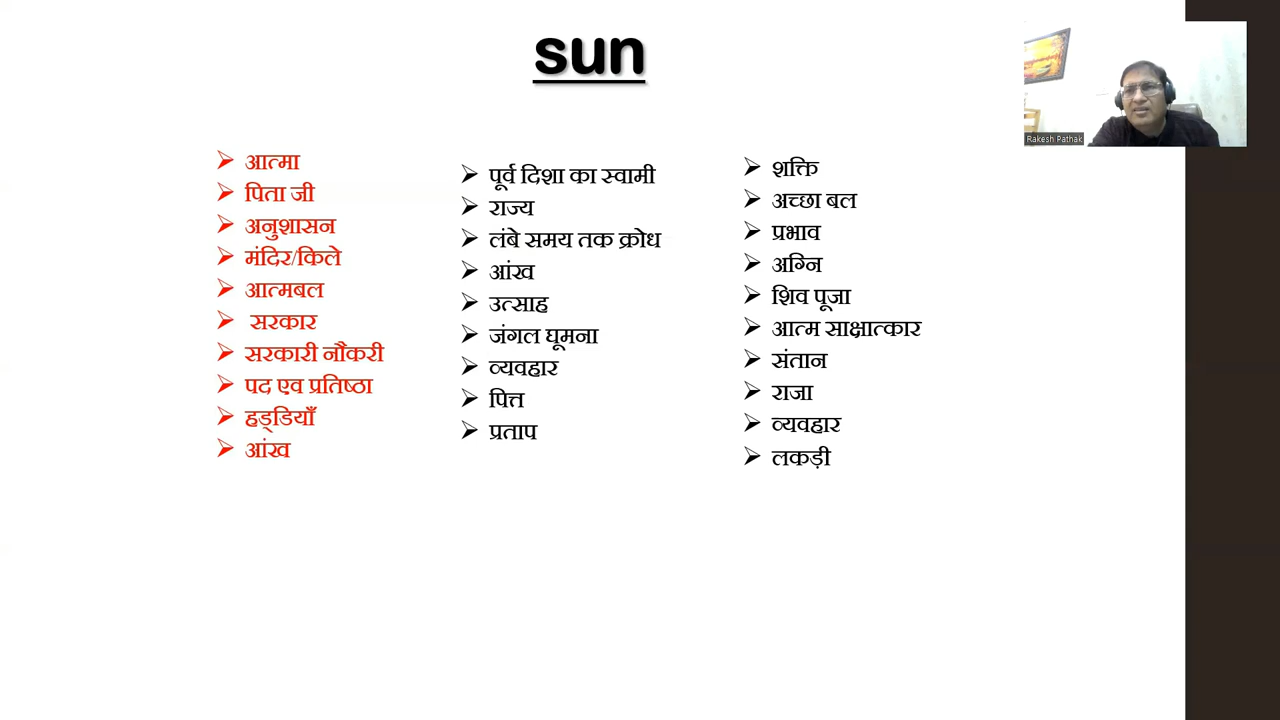 sun
Rakesh Pathak
आत्मा
पिता जी
अनुशासन
मंदिर/किले
आत्मबल
सरकार
सरकारी नौकरी
पद एव प्रतिष्ठा
हड्डियाँ
आंख
पूर्व दिशा का स्वामी
राज्य
लंबे समय तक क्रोध
आंख
उत्साह
जंगल घूमना
व्यवहार
पित्त
प्रताप
शक्ति
अच्छा बल
प्रभाव
अग्नि
शिव पूजा
आत्म साक्षात्कार
संतान
राजा
व्यवहार
लकड़ी